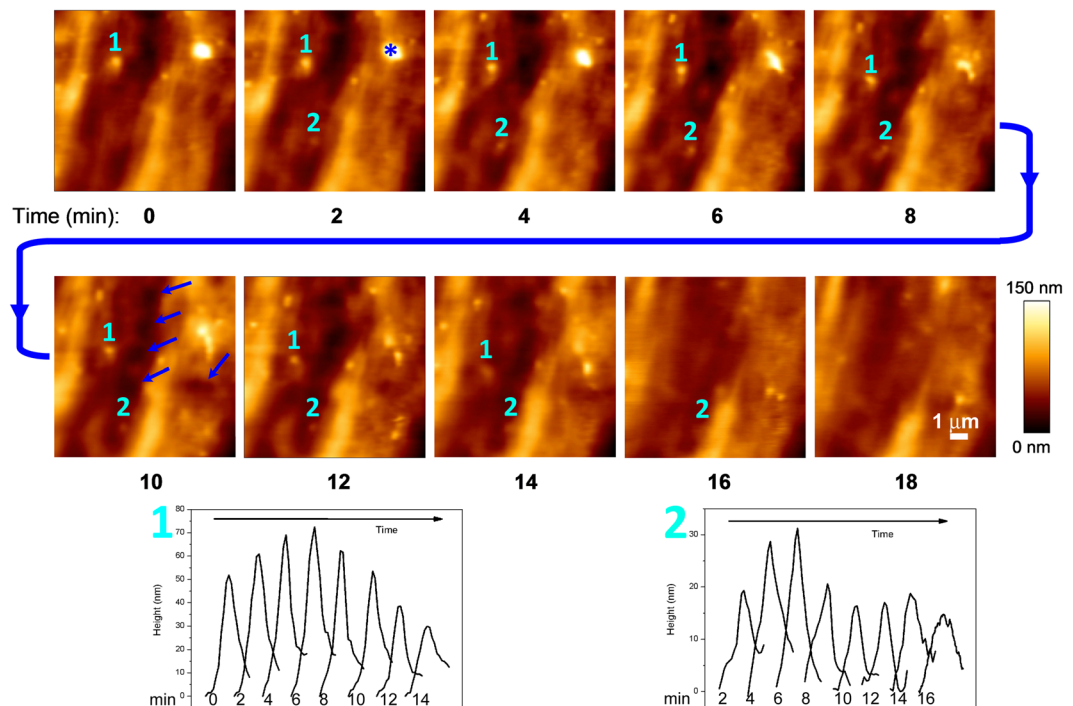 1 1 1 1 1
*
2 2 2 2
Time (min): 0 2 4 6 8
150 nm
1 1 1
2 2 2 2
1 μm
0 nm
10 12 14 16 18
1
80
Time
70
60
50
40
30
20
10
0
Height (nm)
min 0 2 4 6 8 10 12 14
2
30
Time
20
10
0
Height (nm)
min 2 4 6 8 10 12 14 16